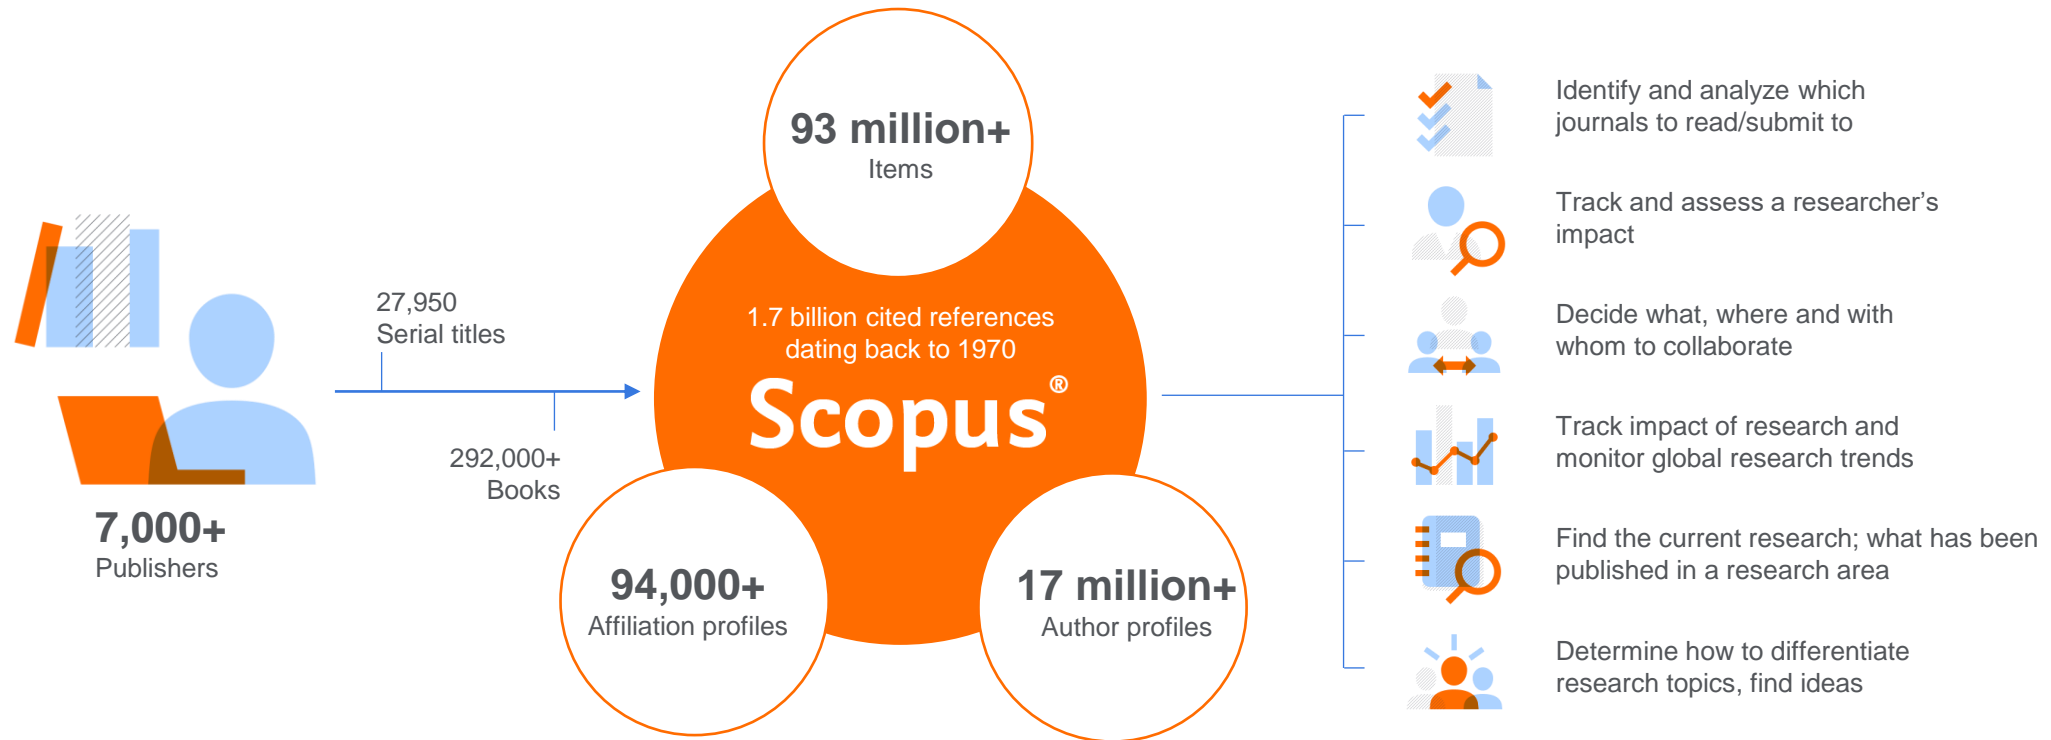 7,000+
Publishers
27,950
Serial titles
292,000+
Books
93 million+
Items
1.7 billion cited references
dating back to 1970
Scopus®
94,000+
Affiliation profiles
17 million+
Author profiles
Identify and analyze which
journals to read/submit to
Track and assess a researcher’s
impact
Decide what, where and with
whom to collaborate
Track impact of research and
monitor global research trends
Find the current research; what has been
published in a research area
Determine how to differentiate
research topics, find ideas